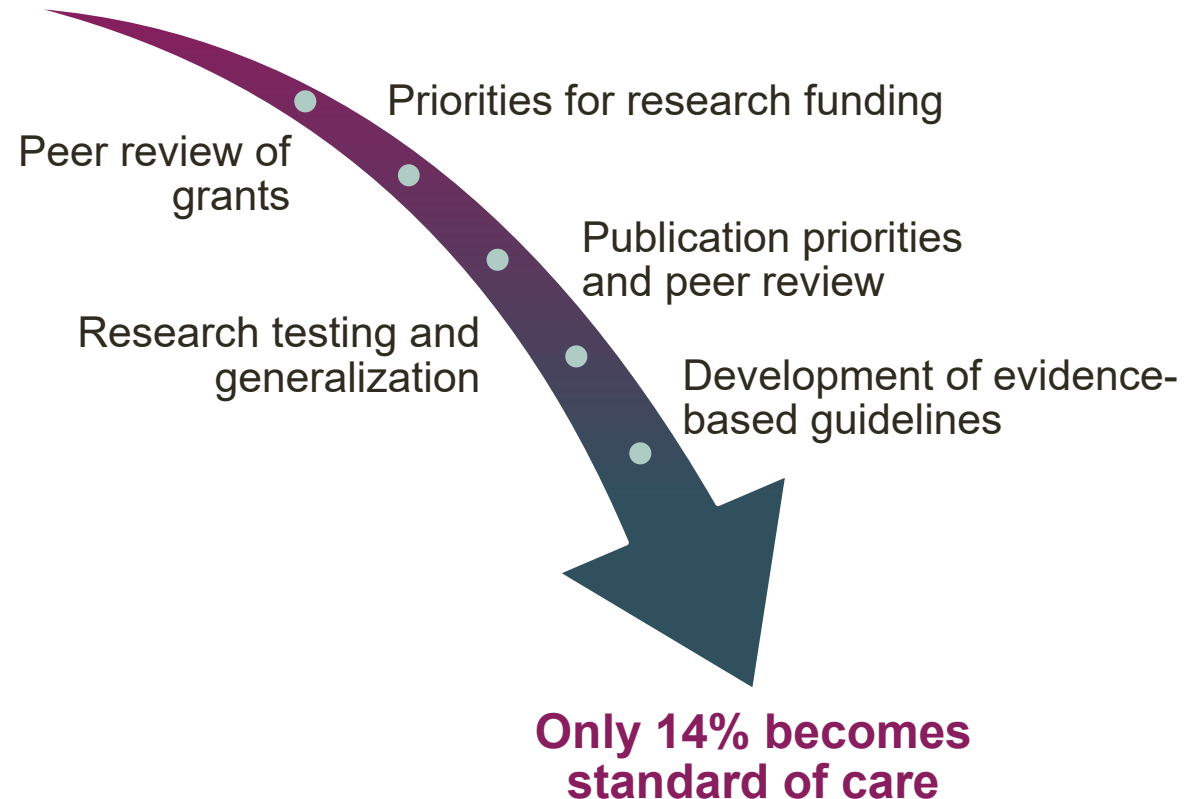 Priorities for research funding
Peer review of
grants
Publication priorities
and peer review
Research testing and
generalization
Development of evidence-
based guidelines
Only 14% becomes
standard of care